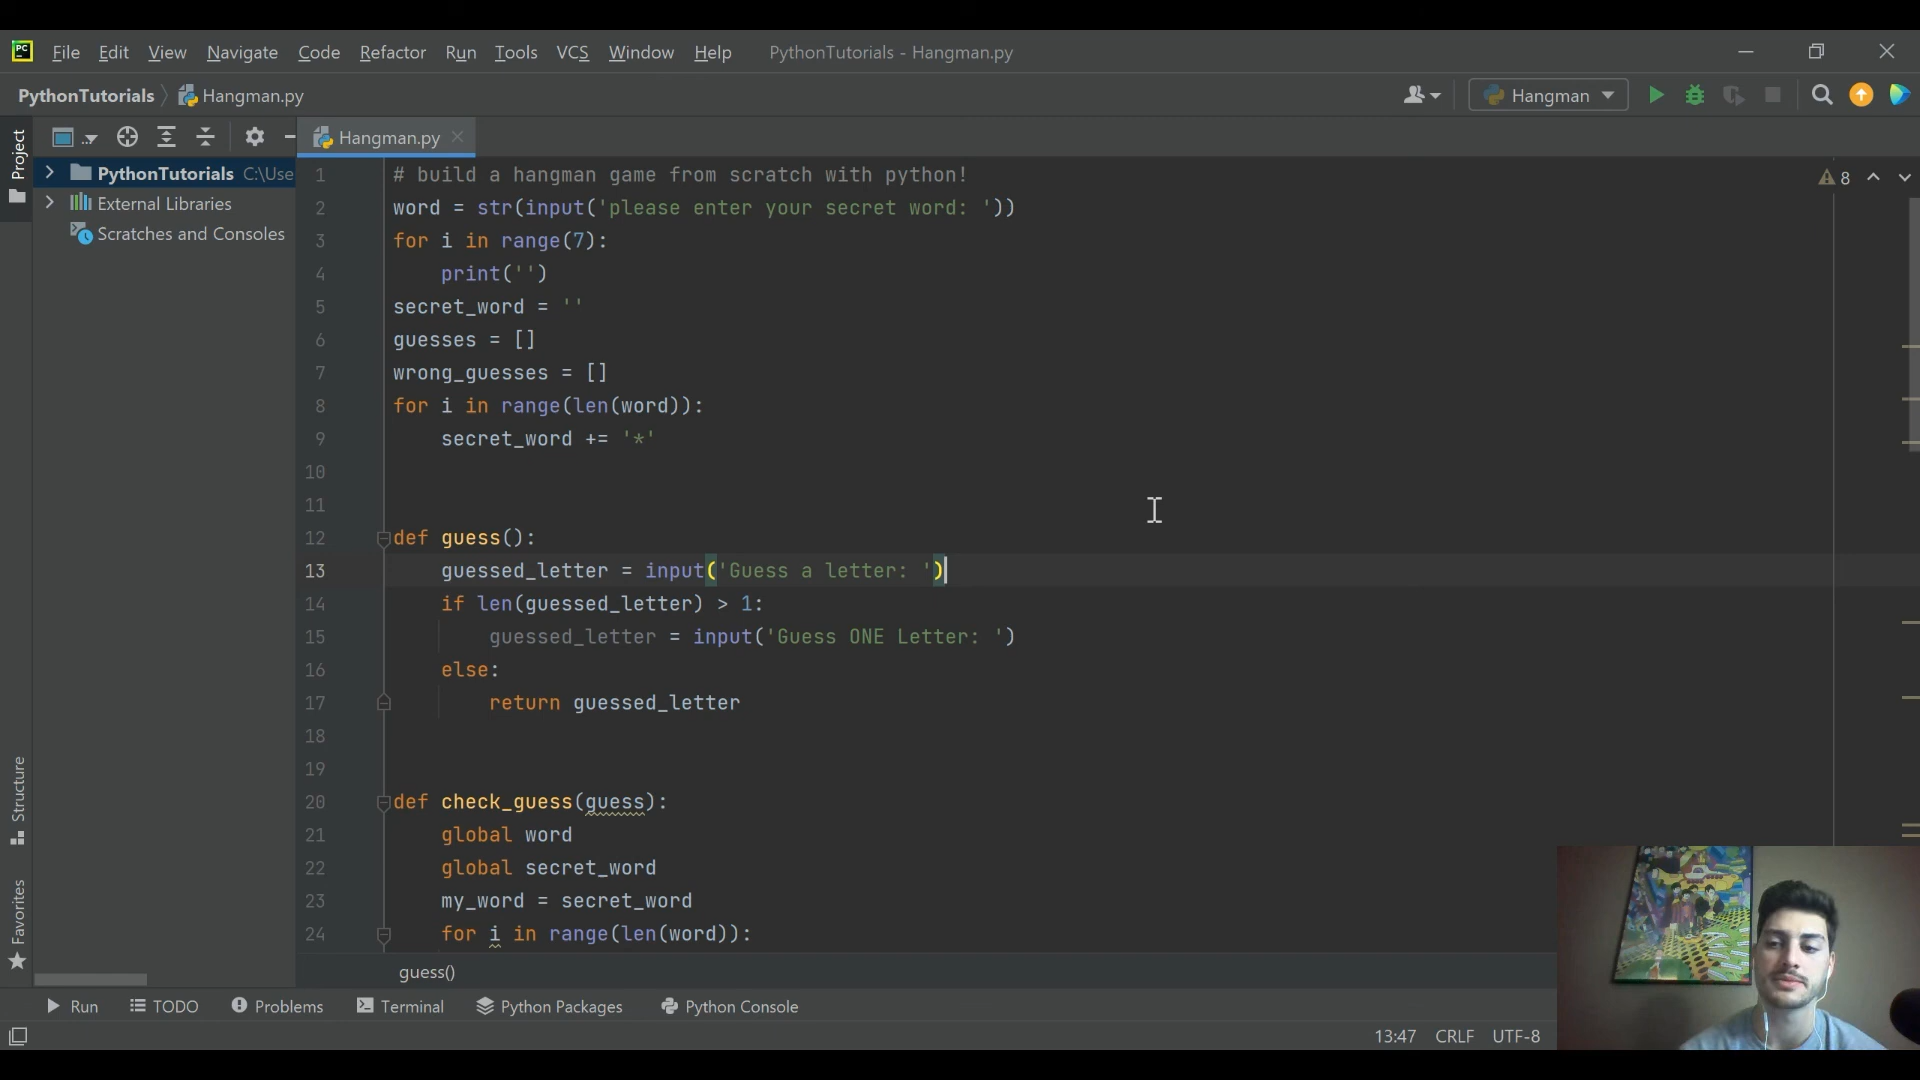 PC File Edit View Navigate Code Refactor Run Tools VCS Window Help PythonTutorials - Hangman.py
PythonTutorials Hangman.py Hangman
Project
Hangman.py
PythonTutorials C:\Use
External Libraries
Scratches and Consoles
8
1 # build a hangman game from scratch with python!
2 word = str(input('please enter your secret word: '))
3 for i in range(7):
4     print('')
5 secret_word = ''
6 guesses = []
7 wrong_guesses = []
8 for i in range(len(word)):
9     secret_word += '*'
10
11
12 def guess():
13     guessed_letter = input('Guess a letter: ')
14     if len(guessed_letter) > 1:
15         guessed_letter = input('Guess ONE Letter: ')
16     else:
17         return guessed_letter
18
19
20 def check_guess(guess):
21     global word
22     global secret_word
23     my_word = secret_word
24     for i in range(len(word)):
Structure
Favorites
guess()
Run TODO Problems Terminal Python Packages Python Console
13:47 CRLF UTF-8